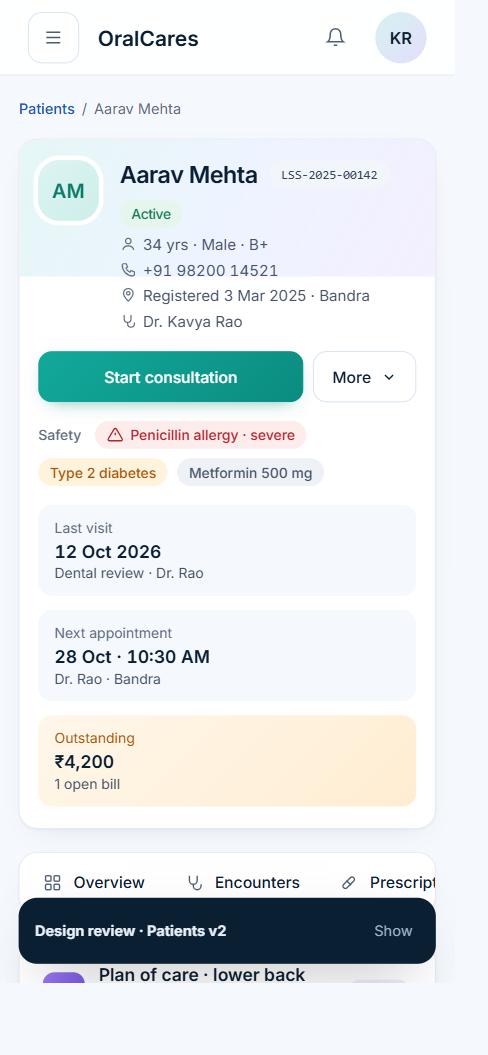 OralCares
KR
Patients / Aarav Mehta
AM
Aarav Mehta LSS-2025-00142
Active
34 yrs · Male · B+
+91 98200 14521
Registered 3 Mar 2025 · Bandra
Dr. Kavya Rao
Start consultation
More
Safety
Penicillin allergy · severe
Type 2 diabetes
Metformin 500 mg
Last visit
12 Oct 2026
Dental review · Dr. Rao
Next appointment
28 Oct · 10:30 AM
Dr. Rao · Bandra
Outstanding
₹4,200
1 open bill
Overview
Encounters
Prescript
Design review · Patients v2
Show
Plan of care · lower back